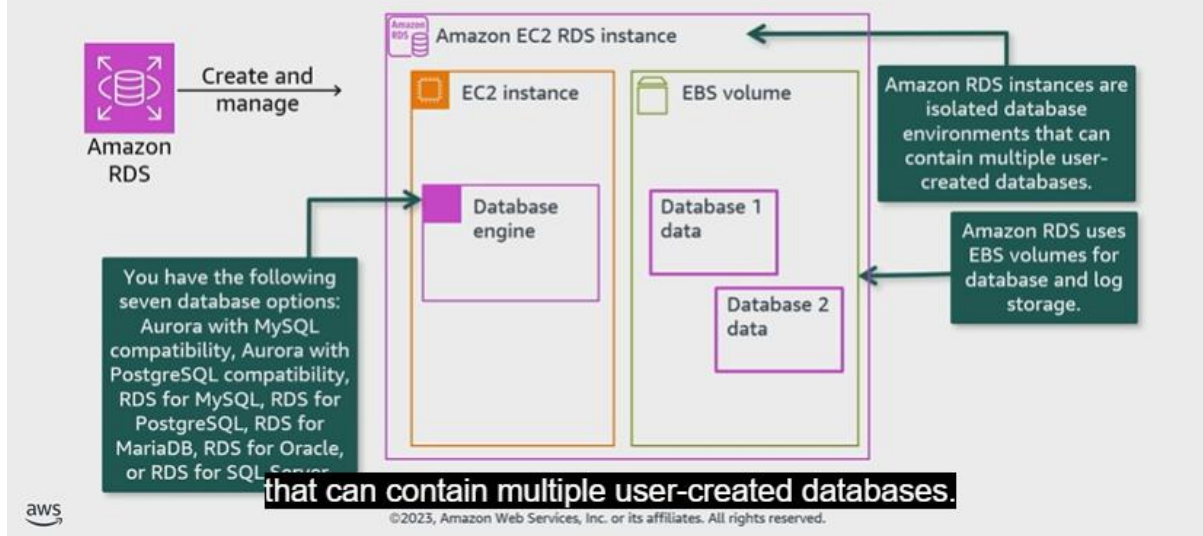 Amazon
RDS
Amazon EC2 RDS instance
Create and
manage
Amazon
RDS
EC2 instance
EBS volume
Amazon RDS instances are
isolated database
environments that can
contain multiple user-
created databases.
Database
engine
Database 1
data
Database 2
data
Amazon RDS uses
EBS volumes for
database and log
storage.
You have the following
seven database options:
Aurora with MySQL
compatibility, Aurora with
PostgreSQL compatibility,
RDS for MySQL, RDS for
PostgreSQL, RDS for
MariaDB, RDS for Oracle,
or RDS for SQL Server
that can contain multiple user-created databases.
aws
©2023, Amazon Web Services, Inc. or its affiliates. All rights reserved.